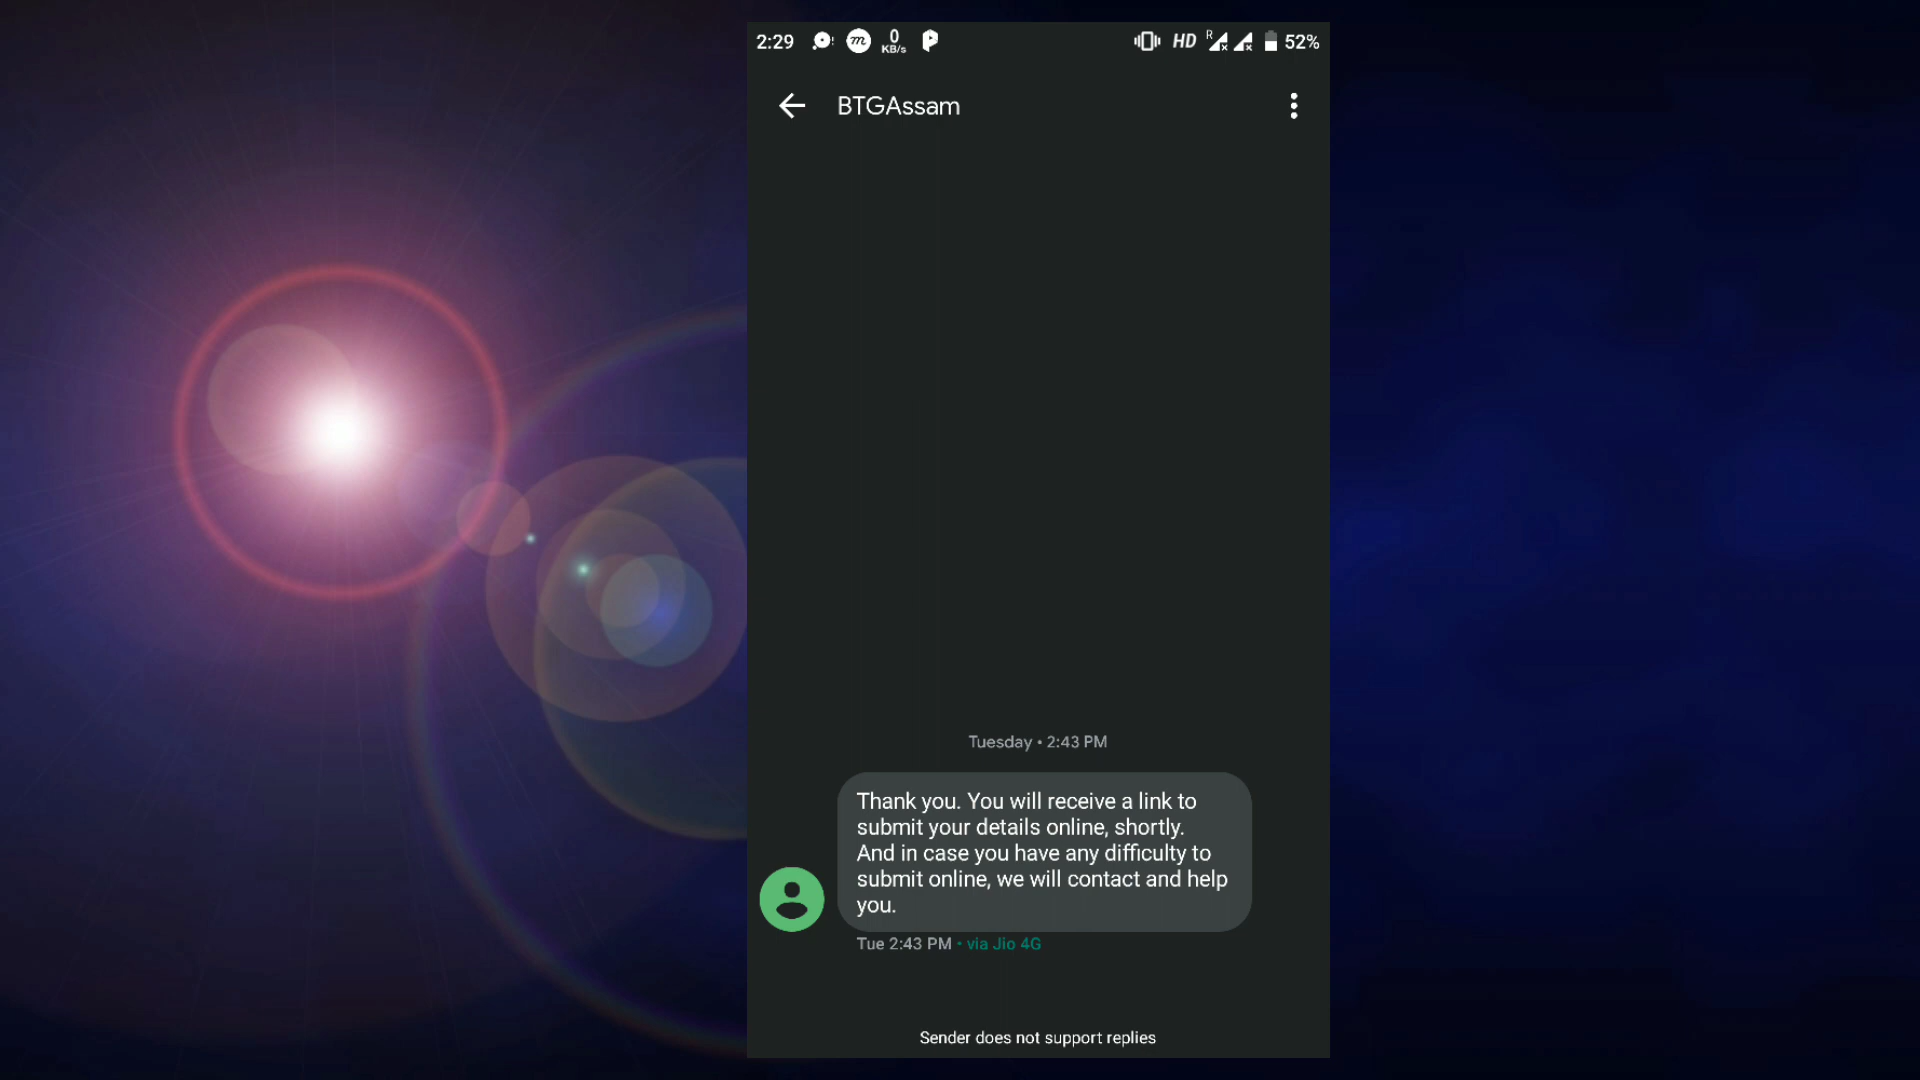 2:29 m 0 KB/s HD R 52%
BTGAssam
Tuesday • 2:43 PM
Thank you. You will receive a link to
submit your details online, shortly.
And in case you have any difficulty to
submit online, we will contact and help
you.
Tue 2:43 PM • via Jio 4G
Sender does not support replies